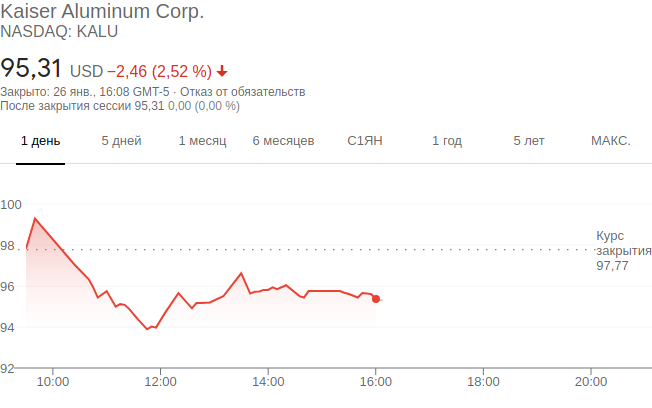 Kaiser Aluminum Corp.
NASDAQ: KALU
95,31 USD −2,46 (2,52 %)
Закрыто: 26 янв., 16:08 GMT-5 · Отказ от обязательств
После закрытия сессии 95,31 0,00 (0,00 %)
1 день 5 дней 1 месяц 6 месяцев С1ЯН 1 год 5 лет МАКС.
100
98
96
94
92
Курс
закрытия
97,77
10:00 12:00 14:00 16:00 18:00 20:00